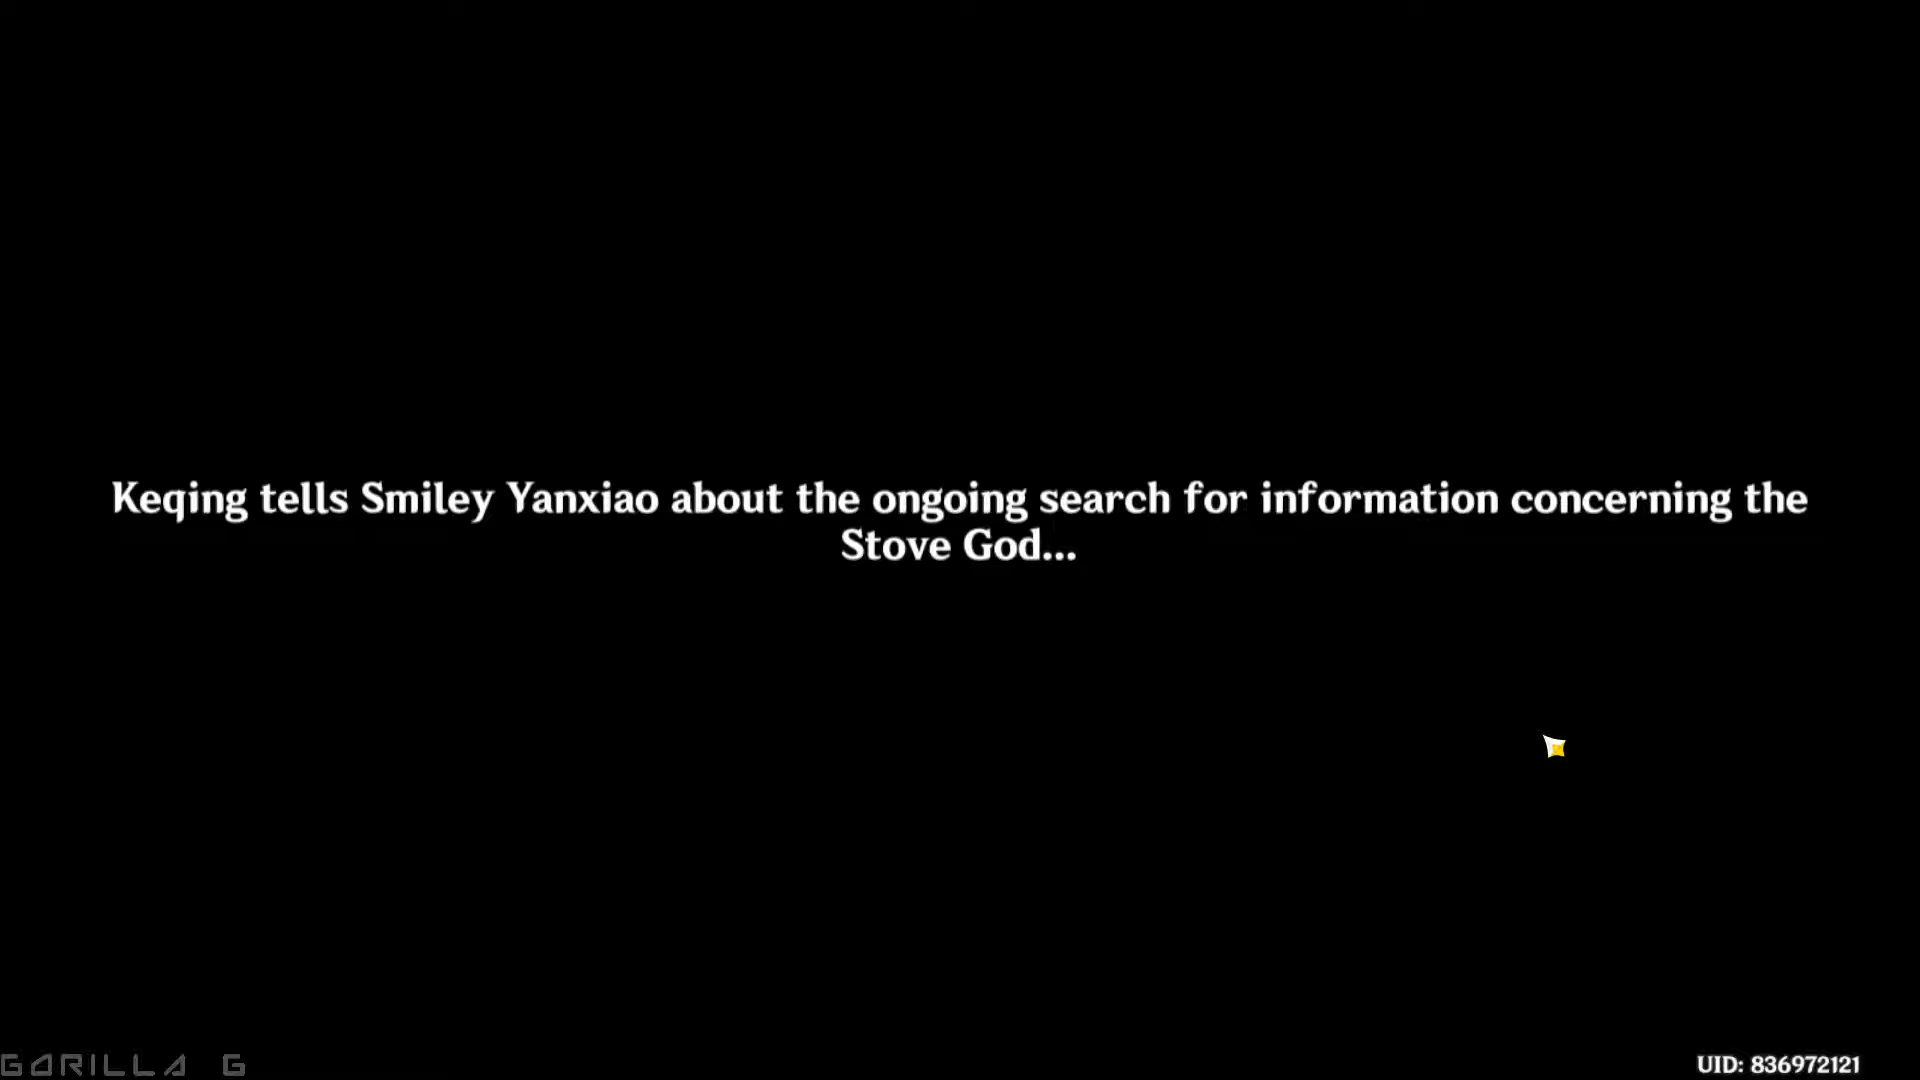 Keqing tells Smiley Yanxiao about the ongoing search for information concerning the
Stove God...
GORILLA G
UID: 836972121